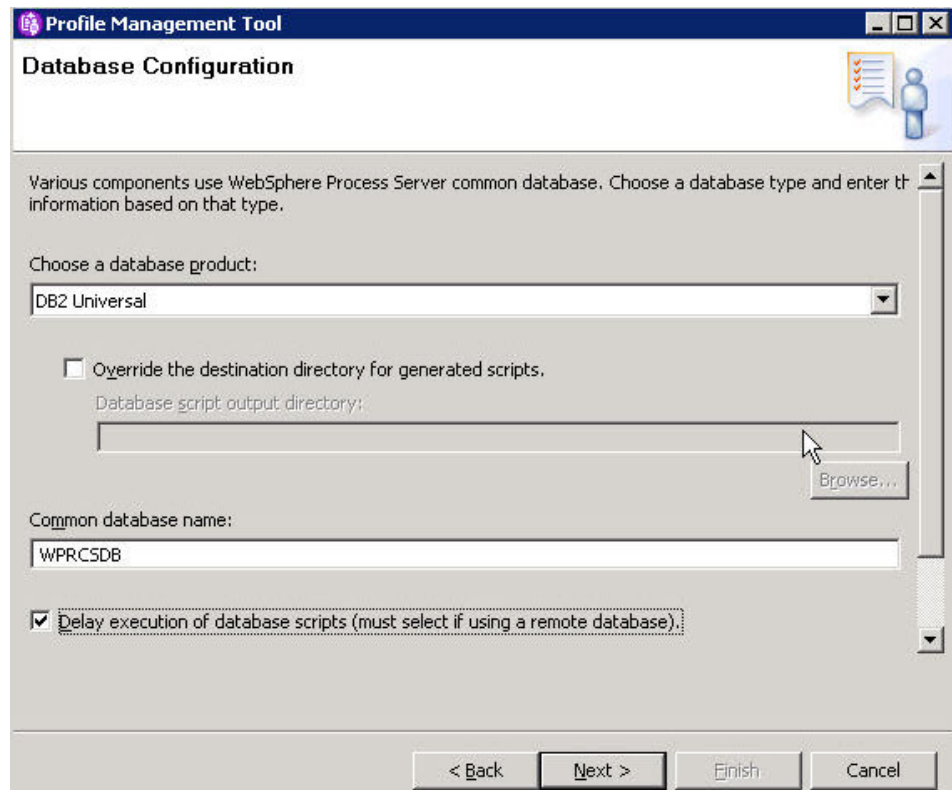 Profile Management Tool
Database Configuration
Various components use WebSphere Process Server common database. Choose a database type and enter th
information based on that type.
Choose a database product:
DB2 Universal
Override the destination directory for generated scripts.
Database script output directory:
Browse...
Common database name:
WPRCSDB
Delay execution of database scripts (must select if using a remote database).
< Back
Next >
Finish
Cancel